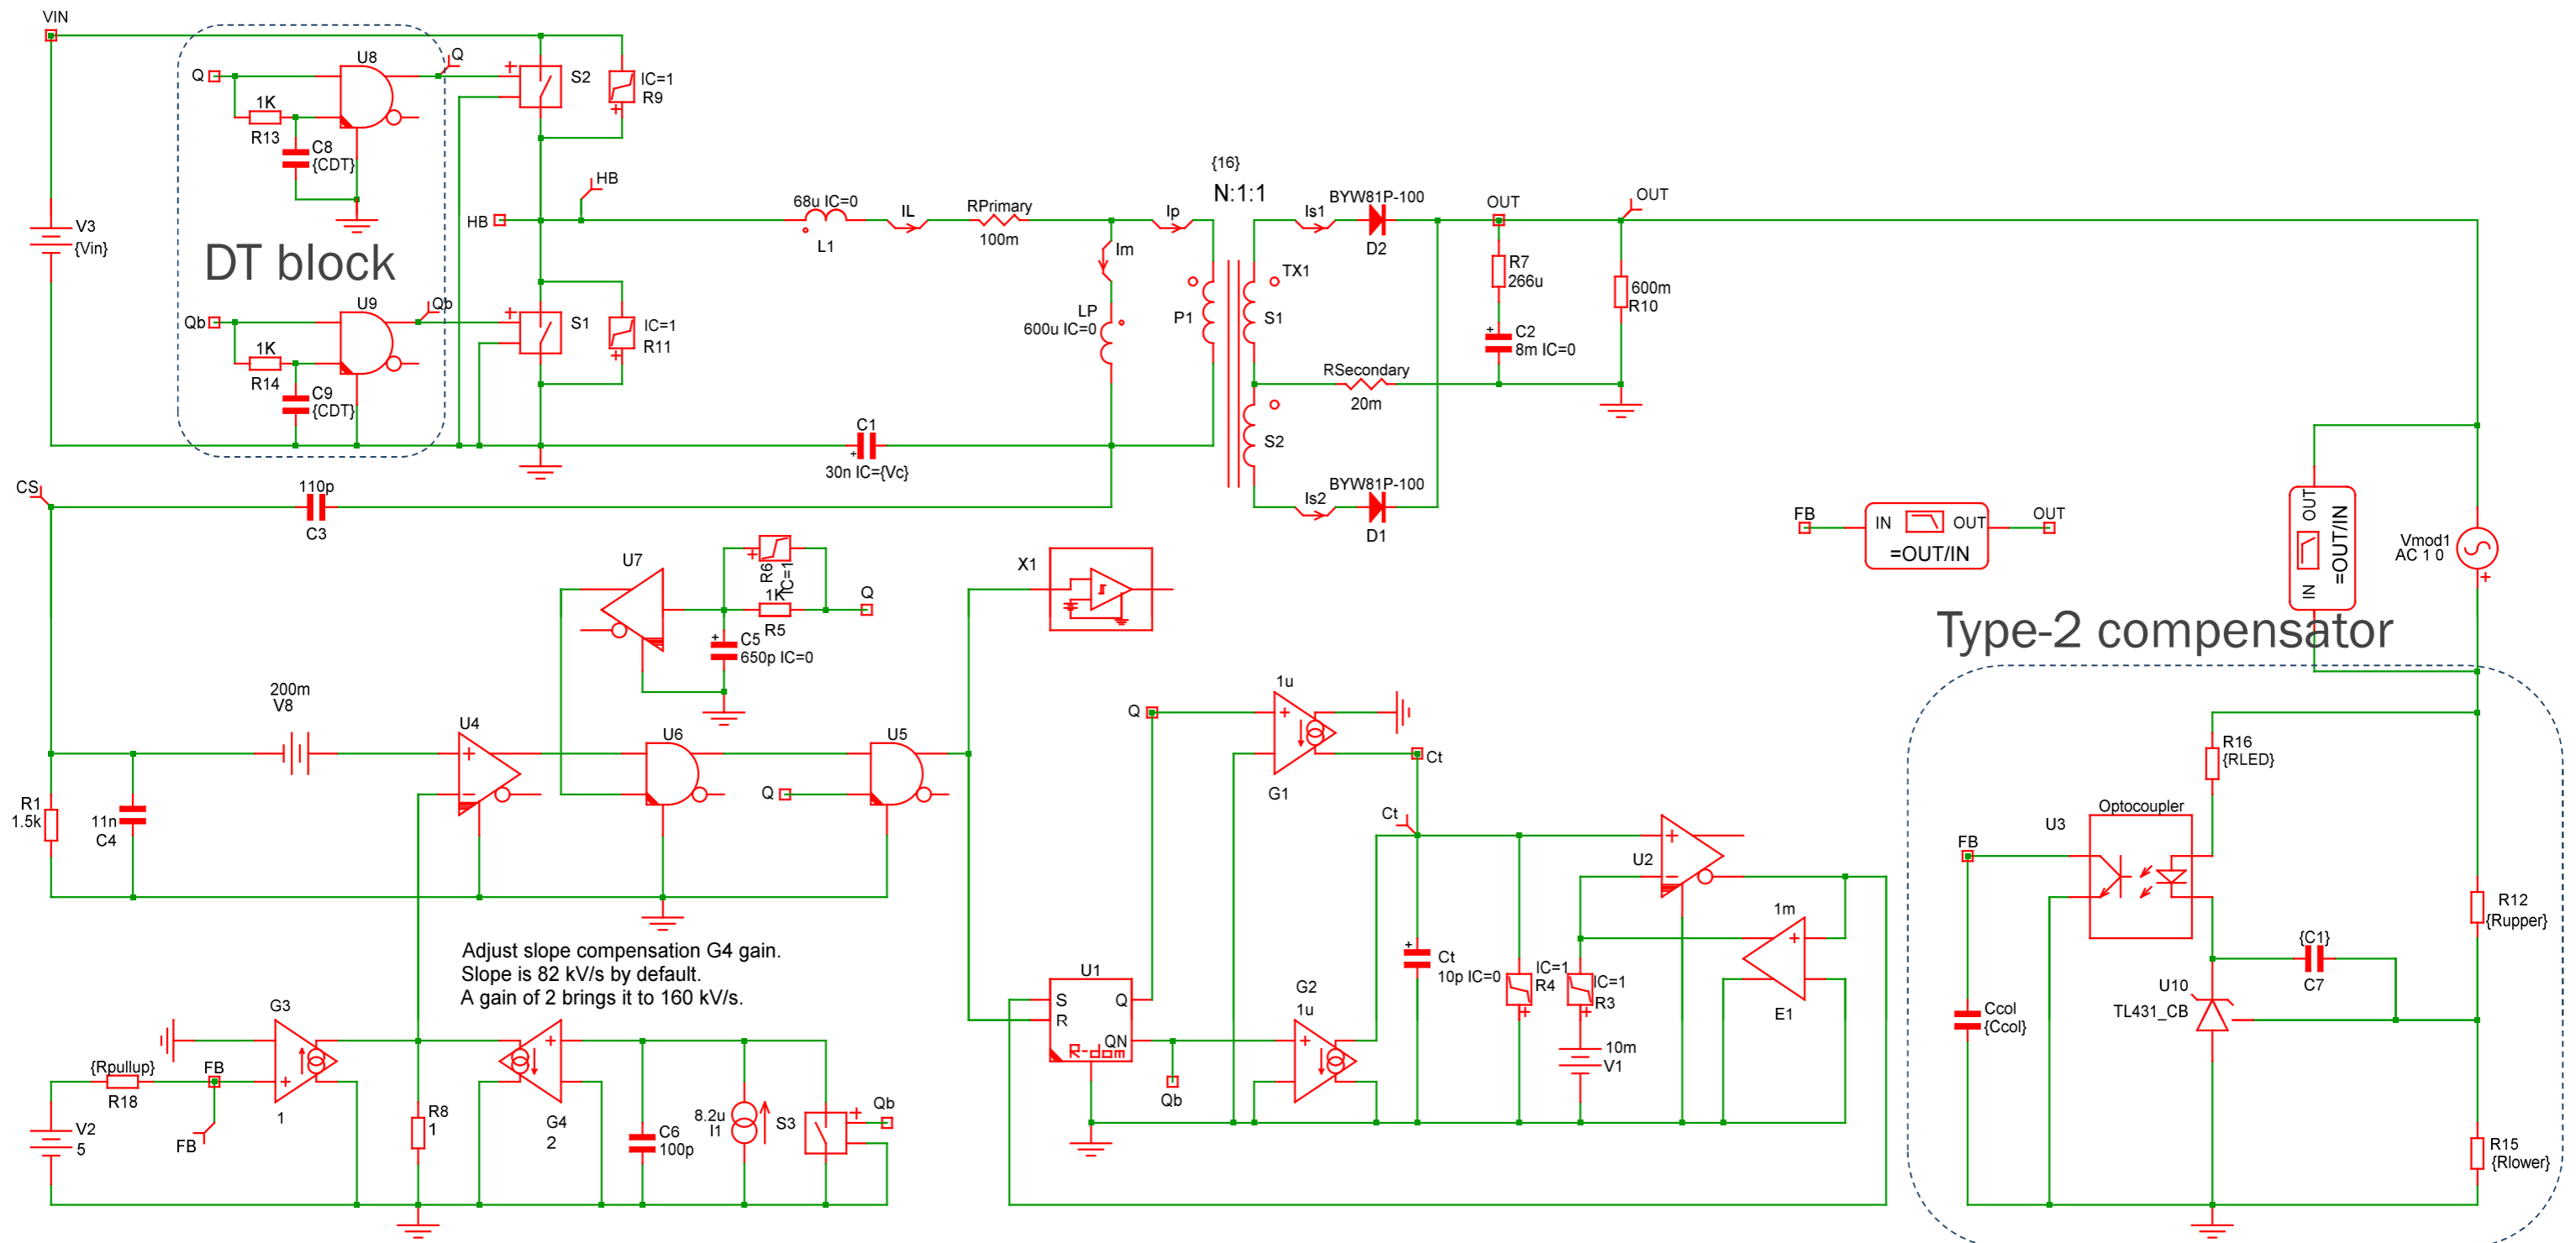 VIN
Q
U8
Q
1K
R13
C8
{CDT}
S2
IC=1
R9
V3
{Vin}
DT block
HB
HB
Qb
U9
Qb
1K
R14
C9
{CDT}
S1
IC=1
R11
68u IC=0
L1
IL
RPrimary
100m
Im
LP
600u IC=0
Ip
{16}
N:1:1
P1
TX1
S1
S2
Is1
BYW81P-100
D2
RSecondary
20m
Is2
BYW81P-100
D1
OUT
R7
266u
C2
8m IC=0
OUT
600m
R10
C1
30n IC={Vc}
CS
110p
C3
FB
IN
OUT
=OUT/IN
OUT
OUT
IN
=OUT/IN
Vmod1
AC 1 0
U7
R6
IC=1
1K
R5
Q
C5
650p IC=0
X1
200m
V8
U4
U6
Q
U5
R1
1.5k
11n
C4
Q
1u
G1
Ct
Ct
Ct
10p IC=0
IC=1
R4
IC=1
R3
10m
V1
U2
1m
E1
G2
1u
U1
S
R
Q
QN
R-dom
Qb
Adjust slope compensation G4 gain.
Slope is 82 kV/s by default.
A gain of 2 brings it to 160 kV/s.
{Rpullup}
R18
FB
FB
V2
5
G3
1
R8
1
G4
2
C6
100p
8.2u
I1
S3
Qb
Type-2 compensator
R16
{RLED}
Optocoupler
U3
FB
Ccol
{Ccol}
{C1}
C7
U10
TL431_CB
R12
{Rupper}
R15
{Rlower}